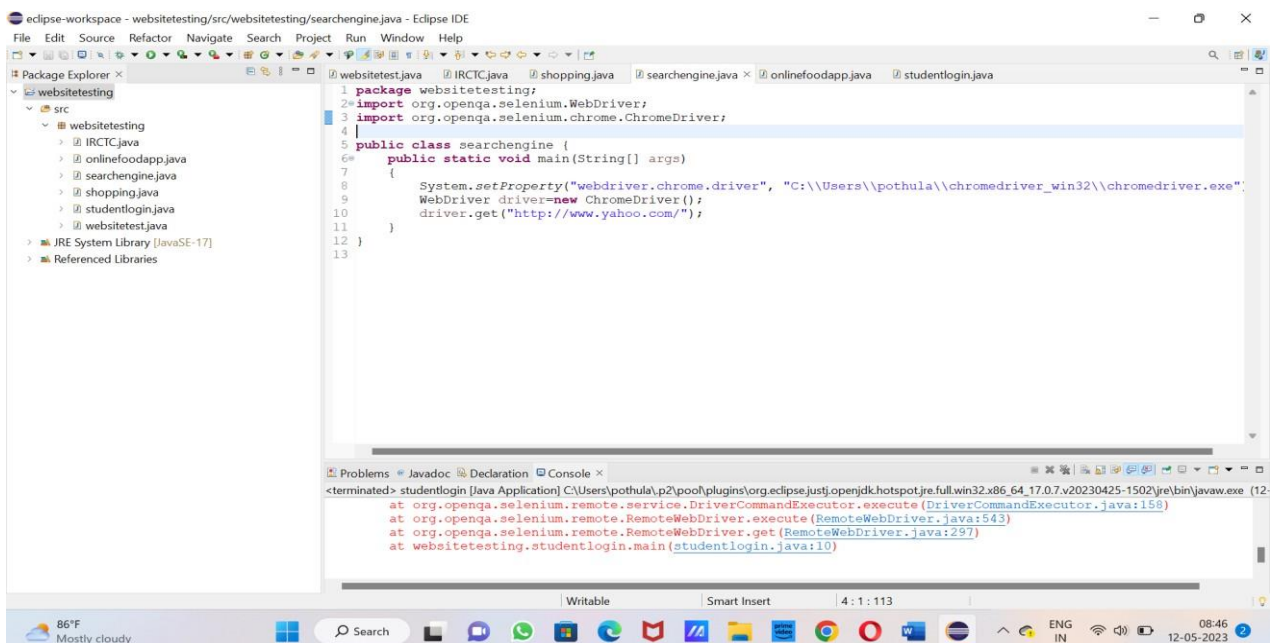 eclipse-workspace - websitetesting/src/websitetesting/searchengine.java - Eclipse IDE
File Edit Source Refactor Navigate Search Project Run Window Help
Package Explorer
websitetest.java IRCTC.java shopping.java searchengine.java onlinefoodapp.java studentlogin.java
websitetesting
src
websitetesting
IRCTC.java
onlinefoodapp.java
searchengine.java
shopping.java
studentlogin.java
websitetest.java
JRE System Library [JavaSE-17]
Referenced Libraries
1 package websitetesting;
2 import org.openqa.selenium.WebDriver;
3 import org.openqa.selenium.chrome.ChromeDriver;
4
5 public class searchengine {
6 public static void main(String[] args)
7 {
8 System.setProperty("webdriver.chrome.driver", "C:\\Users\\pothula\\chromedriver_win32\\chromedriver.exe"
9 WebDriver driver=new ChromeDriver();
10 driver.get("http://www.yahoo.com/");
11 }
12 }
13
Problems Javadoc Declaration Console
<terminated> studentlogin [Java Application] C:\Users\pothula\.p2\pool\plugins\org.eclipse.justj.openjdk.hotspot.jre.full.win32.x86_64_17.0.7.v20230425-1502\jre\bin\javaw.exe (12-
at org.openqa.selenium.remote.service.DriverCommandExecutor.execute(DriverCommandExecutor.java:158)
at org.openqa.selenium.remote.RemoteWebDriver.execute(RemoteWebDriver.java:543)
at org.openqa.selenium.remote.RemoteWebDriver.get(RemoteWebDriver.java:297)
at websitetesting.studentlogin.main(studentlogin.java:10)
Writable Smart Insert 4 : 1 : 113
86°F
Mostly cloudy
Search
prime video
ENG
IN
08:46
12-05-2023
2